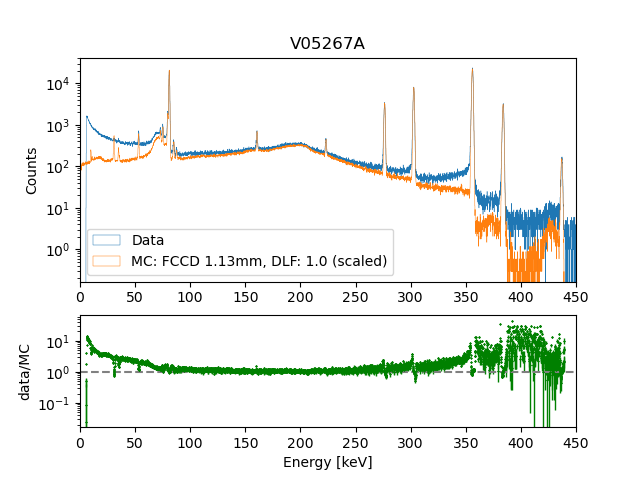 V05267A
Counts
10⁴
10³
10²
10¹
10⁰
Data
MC: FCCD 1.13mm, DLF: 1.0 (scaled)
0 50 100 150 200 250 300 350 400 450
data/MC
10¹
10⁰
10⁻¹
0 50 100 150 200 250 300 350 400 450
Energy [keV]